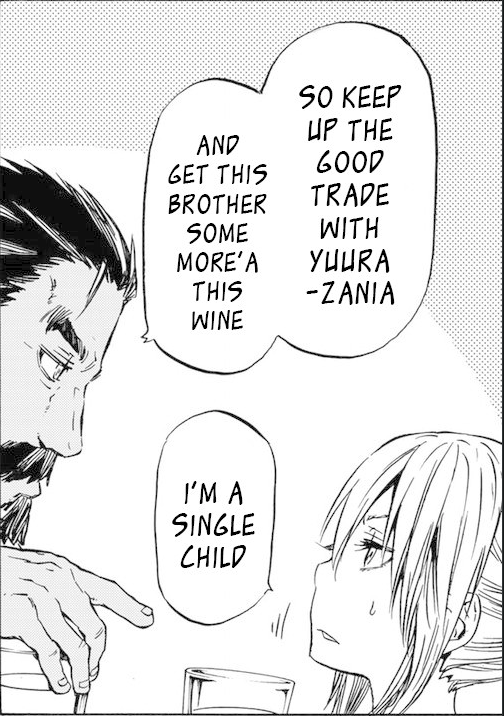 SO KEEP
UP THE
GOOD
TRADE
WITH
YUURA
-ZANIA
AND
GET THIS
BROTHER
SOME
MORE'A
THIS
WINE
I'M A
SINGLE
CHILD